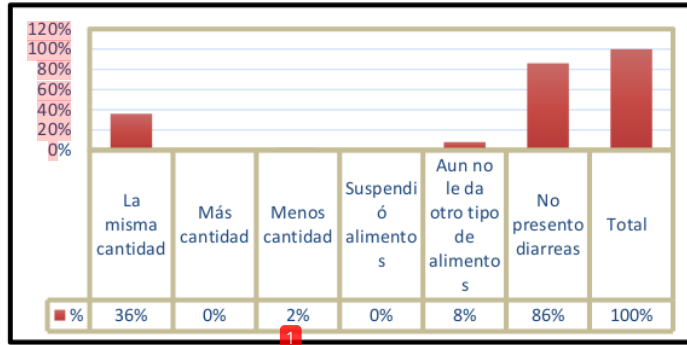 120%
100%
80%
60%
40%
20%
0%
La
misma
cantidad
Más
cantidad
Menos
cantidad
Suspendi
ó
alimento
s
Aun no
le da
otro tipo
de
alimento
s
No
presento
diarreas
Total
% 36% 0% 2% 0% 8% 86% 100%
1